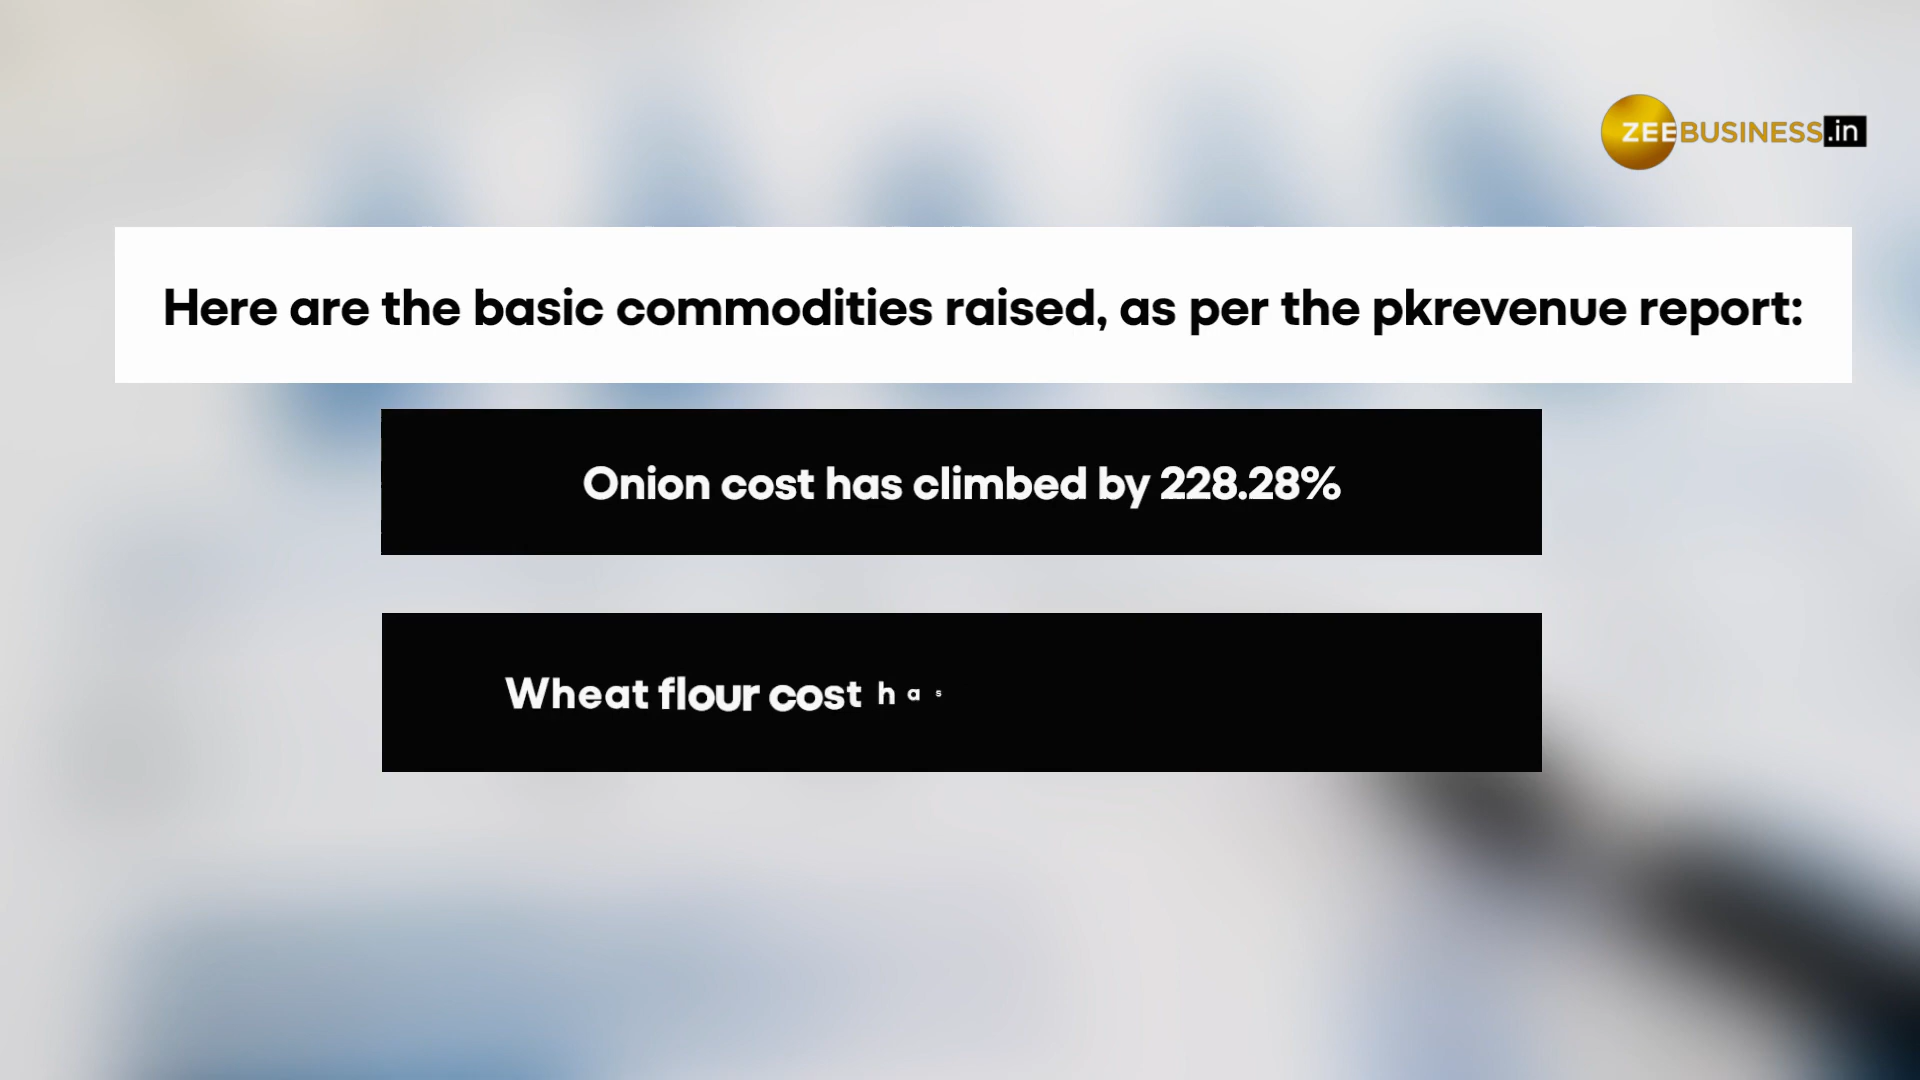 ZEEBUSINESS.in
Here are the basic commodities raised, as per the pkrevenue report:
Onion cost has climbed by 228.28%
Wheat flour cost has